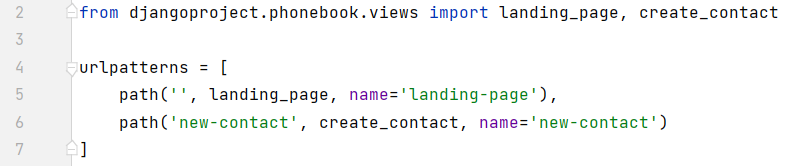 2 from djangoproject.phonebook.views import landing_page, create_contact
3
4 urlpatterns = [
5     path('', landing_page, name='landing-page'),
6     path('new-contact', create_contact, name='new-contact')
7 ]